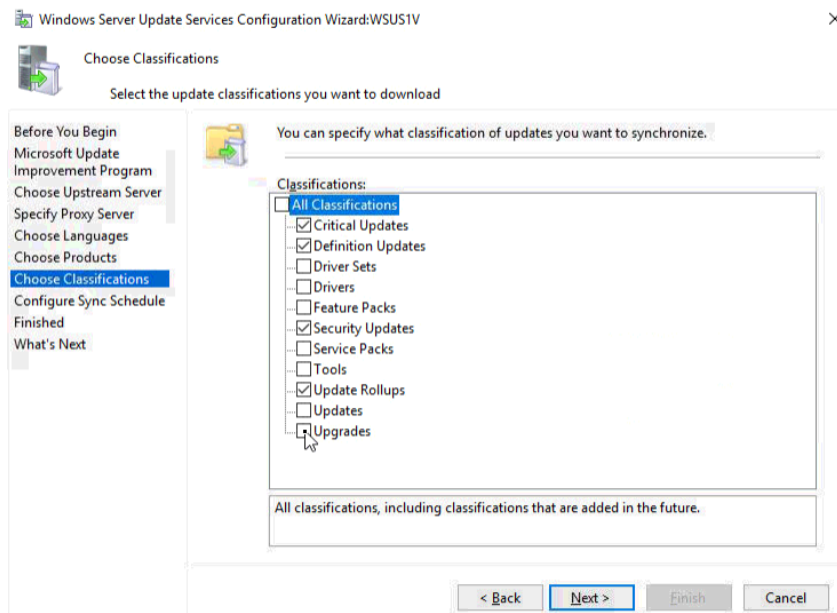 Windows Server Update Services Configuration Wizard:WSUS1V
Choose Classifications
Select the update classifications you want to download
Before You Begin
Microsoft Update
Improvement Program
Choose Upstream Server
Specify Proxy Server
Choose Languages
Choose Products
Choose Classifications
Configure Sync Schedule
Finished
What's Next
You can specify what classification of updates you want to synchronize.
Classifications:
All Classifications
Critical Updates
Definition Updates
Driver Sets
Drivers
Feature Packs
Security Updates
Service Packs
Tools
Update Rollups
Updates
Upgrades
All classifications, including classifications that are added in the future.
< Back
Next >
Finish
Cancel